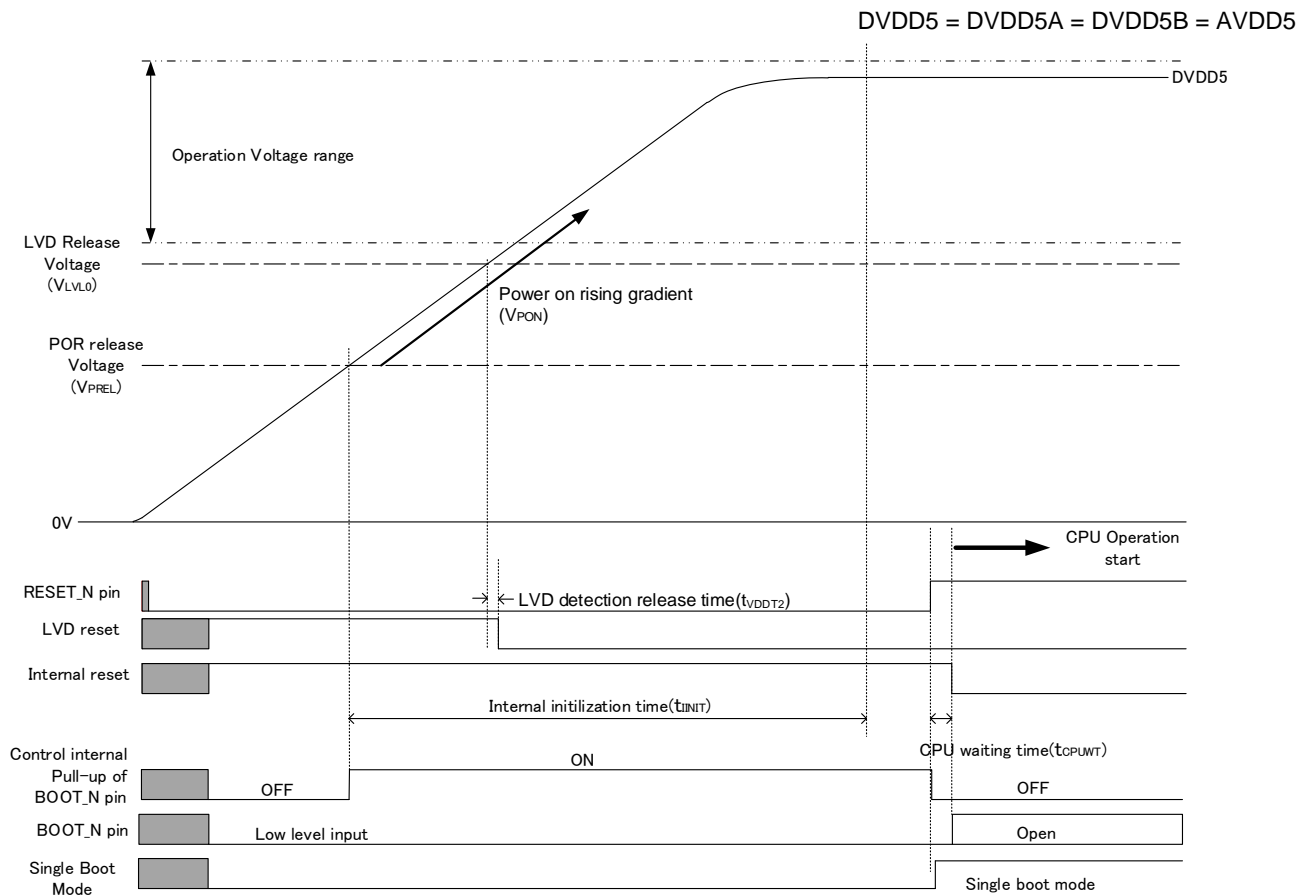 DVDD5 = DVDD5A = DVDD5B = AVDD5
DVDD5
Operation Voltage range
LVD Release
Voltage
(VLVL0)
Power on rising gradient
(VPON)
POR release
Voltage
(VPREL)
0V
CPU Operation
start
RESET_N pin
LVD detection release time(tVDDT2)
LVD reset
Internal reset
Internal initilization time(tIINIT)
CPU waiting time(tCPUWT)
Control internal
Pull-up of
BOOT_N pin
OFF
ON
OFF
BOOT_N pin
Low level input
Open
Single Boot
Mode
Single boot mode